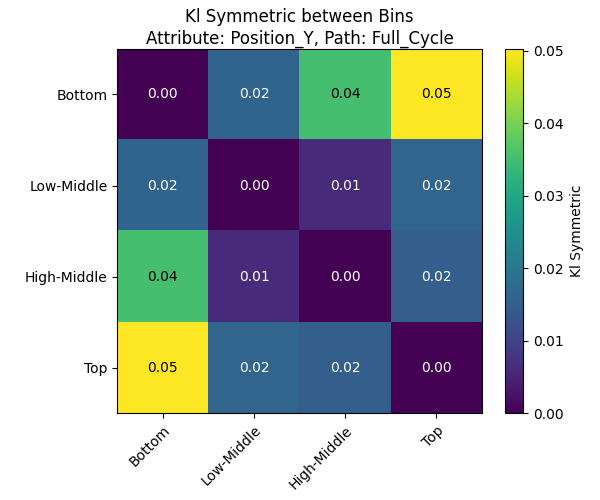 Kl Symmetric between Bins
Attribute: Position_Y, Path: Full_Cycle
Bottom 0.00 0.02 0.04 0.05
Low-Middle 0.02 0.00 0.01 0.02
High-Middle 0.04 0.01 0.00 0.02
Top 0.05 0.02 0.02 0.00
Bottom Low-Middle High-Middle Top
0.05
0.04
0.03
0.02
0.01
0.00
Kl Symmetric